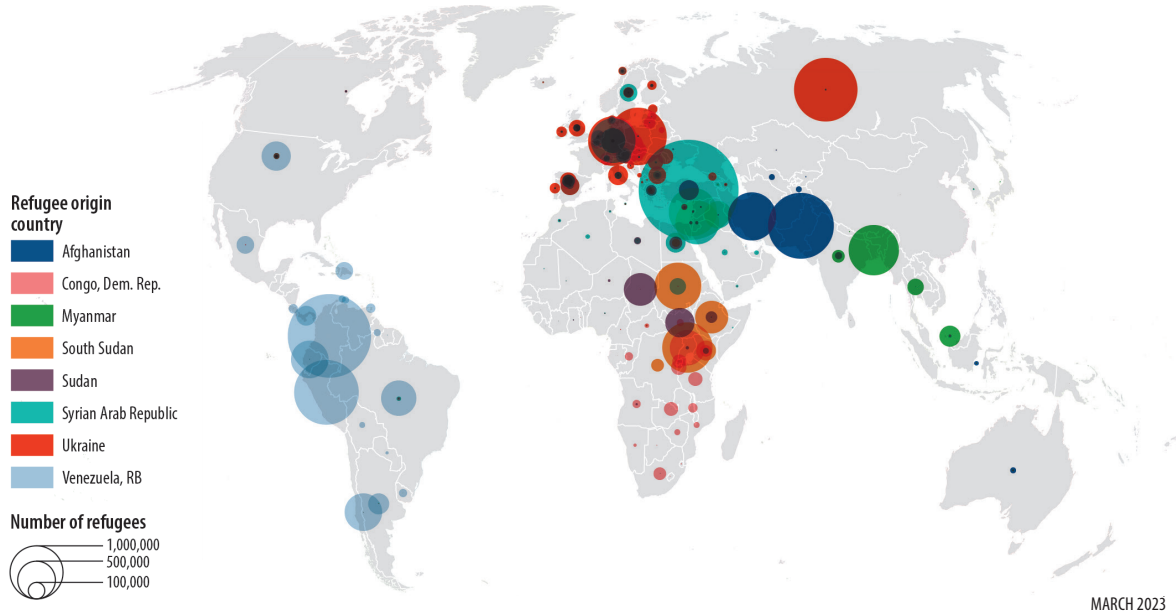 Refugee origin
country
Afghanistan
Congo, Dem. Rep.
Myanmar
South Sudan
Sudan
Syrian Arab Republic
Ukraine
Venezuela, RB
Number of refugees
1,000,000
500,000
100,000
MARCH 2023